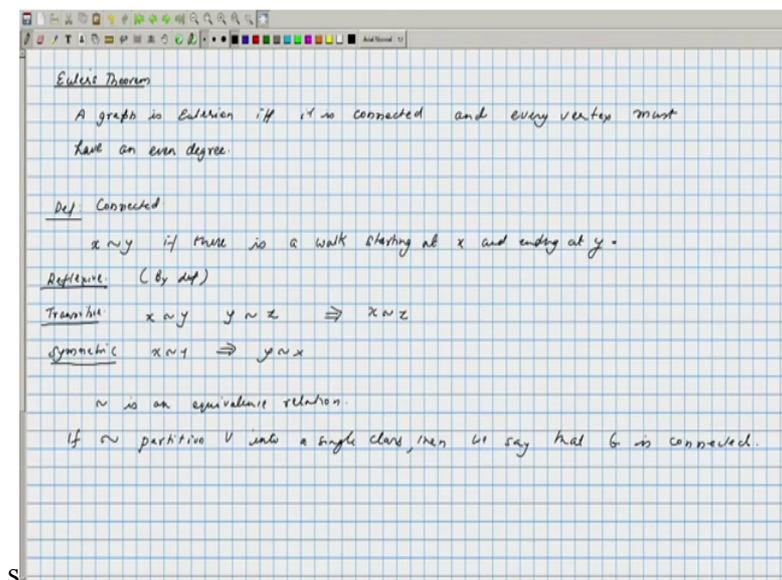 Euler's Theorem
A graph is Eulerian iff it is connected and every vertex must
have an even degree.
Def: Connected
x ~ y if there is a walk starting at x and ending at y.
Reflexive. (By def)
Transitive. x ~ y y ~ z ⇒ x ~ z
Symmetric x ~ y ⇒ y ~ x
~ is an equivalence relation.
If ~ partition V into a single class, then we say that G is connected.
s